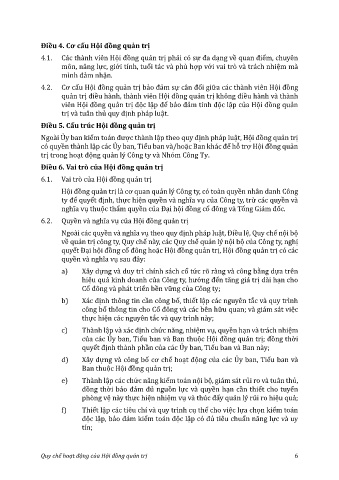 Điều 4. Cơ cấu Hội đồng quản trị
4.1. Các thành viên Hội đồng quản trị phải có sự đa dạng về quan điểm, chuyên
môn, năng lực, giới tính, tuổi tác và phù hợp với vai trò và trách nhiệm mà
mình đảm nhận.
4.2. Cơ cấu Hội đồng quản trị bảo đảm sự cân đối giữa các thành viên Hội đồng
quản trị điều hành, thành viên Hội đồng quản trị không điều hành và thành
viên Hội đồng quản trị độc lập để bảo đảm tính độc lập của Hội đồng quản
trị và tuân thủ quy định pháp luật.
Điều 5. Cấu trúc Hội đồng quản trị
Ngoài Ủy ban kiểm toán được thành lập theo quy định pháp luật, Hội đồng quản trị
có quyền thành lập các Ủy ban, Tiểu ban và/hoặc Ban khác để hỗ trợ Hội đồng quản
trị trong hoạt động quản lý Công ty và Nhóm Công Ty.
Điều 6. Vai trò của Hội đồng quản trị
6.1. Vai trò của Hội đồng quản trị
Hội đồng quản trị là cơ quan quản lý Công ty, có toàn quyền nhân danh Công
ty để quyết định, thực hiện quyền và nghĩa vụ của Công ty, trừ các quyền và
nghĩa vụ thuộc thẩm quyền của Đại hội đồng cổ đông và Tổng Giám đốc.
6.2. Quyền và nghĩa vụ của Hội đồng quản trị
Ngoài các quyền và nghĩa vụ theo quy định pháp luật, Điều lệ, Quy chế nội bộ
về quản trị công ty, Quy chế này, các Quy chế quản lý nội bộ của Công ty, nghị
quyết Đại hội đồng cổ đông hoặc Hội đồng quản trị, Hội đồng quản trị có các
quyền và nghĩa vụ sau đây:
a) Xây dựng và duy trì chính sách cổ tức rõ ràng và công bằng dựa trên
hiệu quả kinh doanh của Công ty, hướng đến tăng giá trị dài hạn cho
Cổ đông và phát triển bền vững của Công ty;
b) Xác định thông tin cần công bố, thiết lập các nguyên tắc và quy trình
công bố thông tin cho Cổ đông và các bên hữu quan; và giám sát việc
thực hiện các nguyên tắc và quy trình này;
c) Thành lập và xác định chức năng, nhiệm vụ, quyền hạn và trách nhiệm
của các Ủy ban, Tiểu ban và Ban thuộc Hội đồng quản trị; đồng thời
quyết định thành phần của các Ủy ban, Tiểu ban và Ban này;
d) Xây dựng và công bố cơ chế hoạt động của các Ủy ban, Tiểu ban và
Ban thuộc Hội đồng quản trị;
e) Thành lập các chức năng kiểm toán nội bộ, giám sát rủi ro và tuân thủ,
đồng thời bảo đảm đủ nguồn lực và quyền hạn cần thiết cho tuyến
phòng vệ này thực hiện nhiệm vụ và thúc đẩy quản lý rủi ro hiệu quả;
f) Thiết lập các tiêu chí và quy trình cụ thể cho việc lựa chọn kiểm toán
độc lập, bảo đảm kiểm toán độc lập có đủ tiêu chuẩn năng lực và uy
tín;
Quy chế hoạt động của Hội đồng quản trị 6